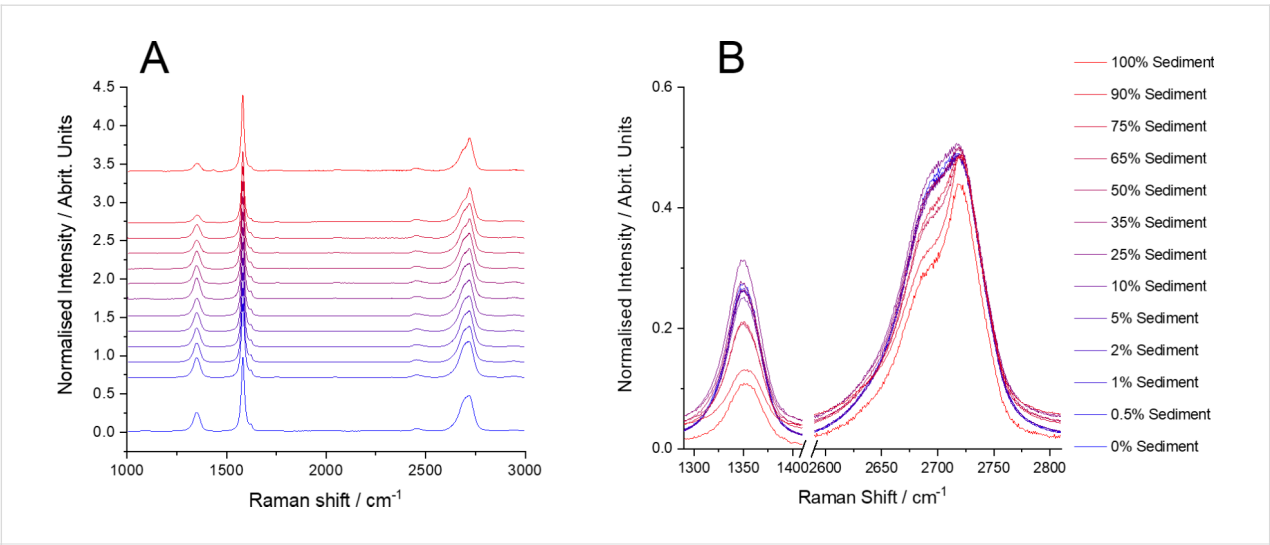 A
B
4.5
4.0
3.5
3.0
2.5
2.0
1.5
1.0
0.5
0.0
Normalised Intensity / Abrit. Units
1000
1500
2000
2500
3000
Raman shift / cm-1
0.6
0.4
0.2
0.0
Normalised Intensity / Abrit. Units
1300
1350
1400
2600
2650
2700
2750
2800
Raman Shift / cm-1
100% Sediment
90% Sediment
75% Sediment
65% Sediment
50% Sediment
35% Sediment
25% Sediment
10% Sediment
5% Sediment
2% Sediment
1% Sediment
0.5% Sediment
0% Sediment